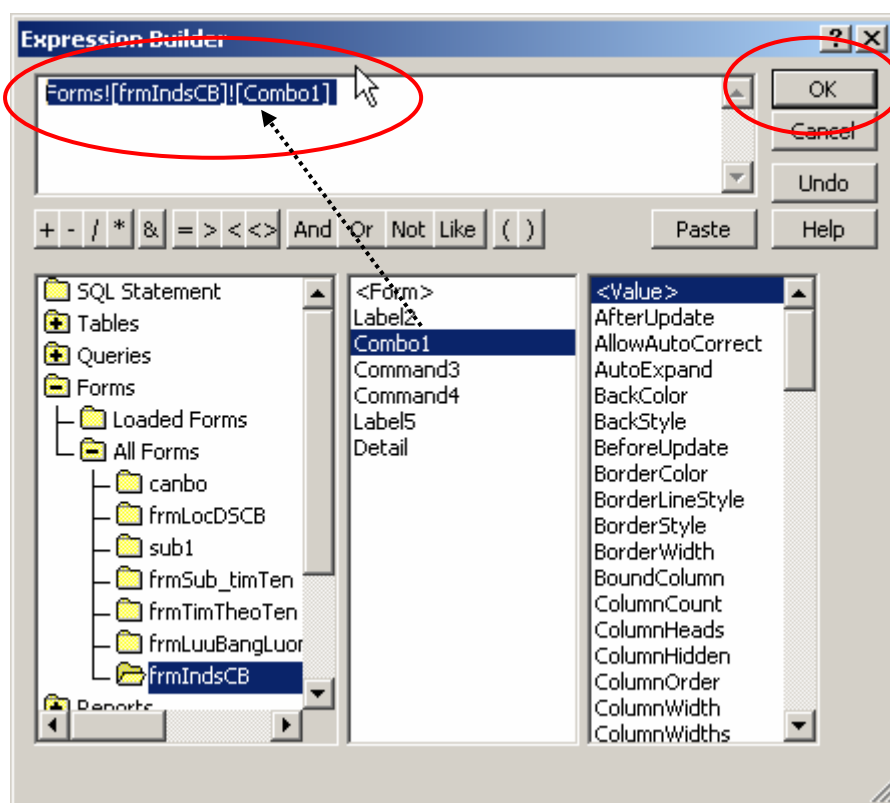 Expression Builder
Forms![frmIndsCB]![Combo1]
OK
Cancel
Undo
+ - / * & = > < <> And Or Not Like ( ) Paste Help
SQL Statement
Tables
Queries
Forms
Loaded Forms
All Forms
canbo
frmLocDSCB
sub1
frmSub_timTen
frmTimTheoTen
frmLuuBangLuor
frmIndsCB
Reports
<Form>
Label2
Combo1
Command3
Command4
Label5
Detail
<Value>
AfterUpdate
AllowAutoCorrect
AutoExpand
BackColor
BackStyle
BeforeUpdate
BorderColor
BorderLineStyle
BorderStyle
BorderWidth
BoundColumn
ColumnCount
ColumnHeads
ColumnHidden
ColumnOrder
ColumnWidth
ColumnWidths